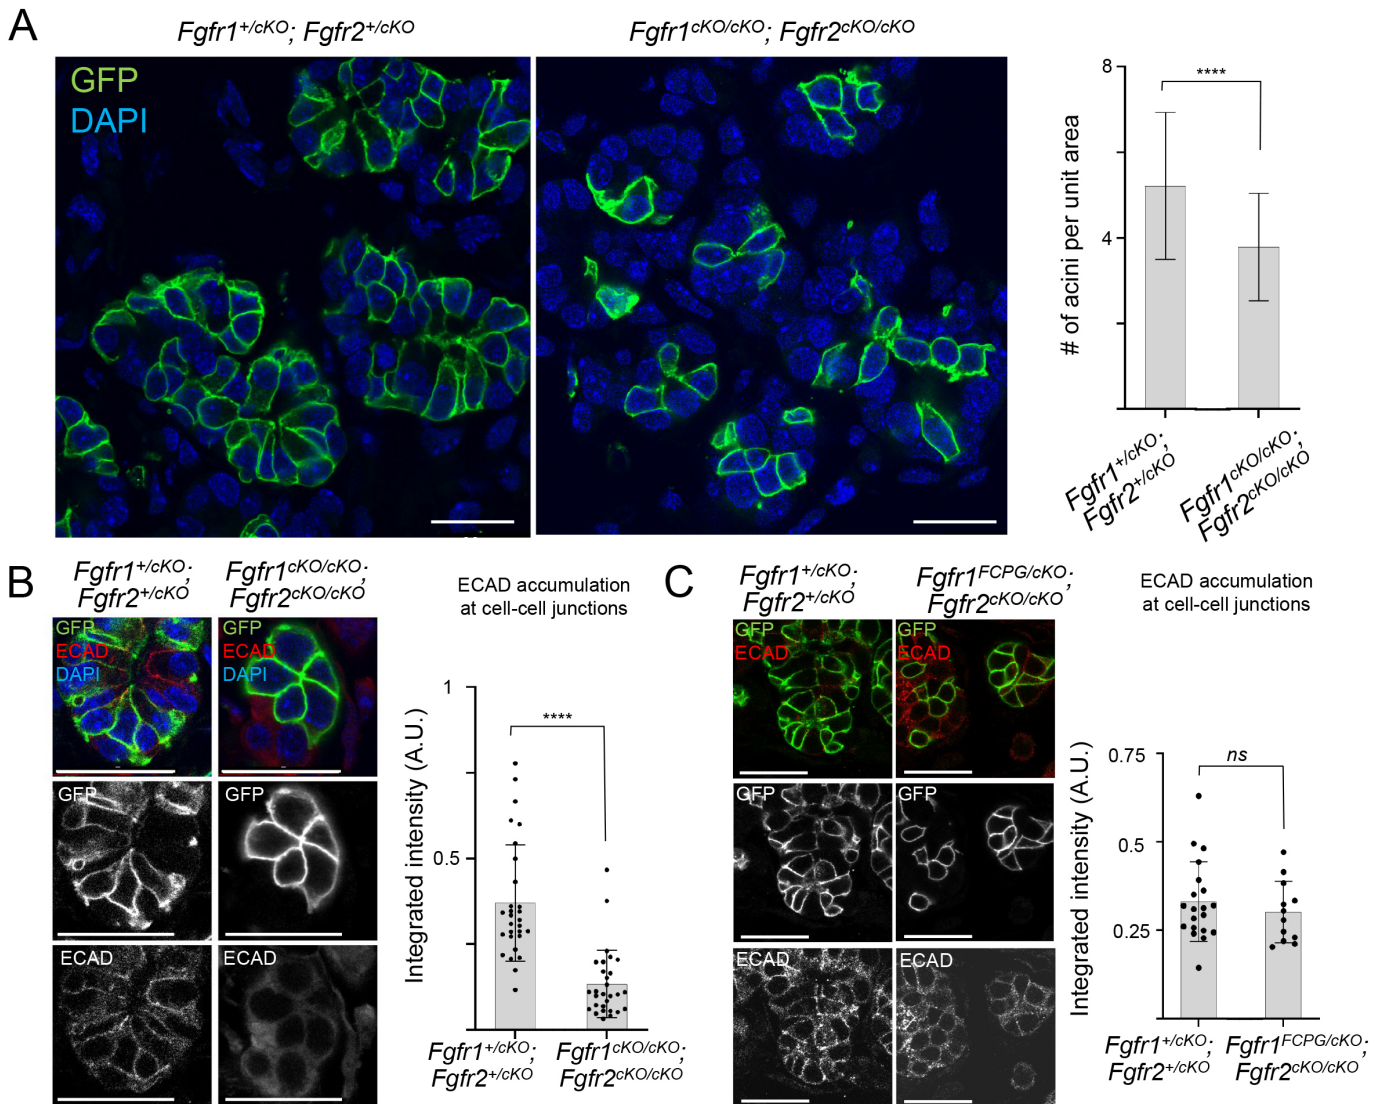 A
Fgfr1+/cKO; Fgfr2+/cKO
Fgfr1cKO/cKO; Fgfr2cKO/cKO
GFP
DAPI
# of acini per unit area
8
4
****
Fgfr1+/cKO;
Fgfr2+/cKO
Fgfr1cKO/cKO;
Fgfr2cKO/cKO
B
Fgfr1+/cKO;
Fgfr2+/cKO
Fgfr1cKO/cKO;
Fgfr2cKO/cKO
GFP
ECAD
DAPI
GFP
ECAD
DAPI
GFP
GFP
ECAD
ECAD
ECAD accumulation
at cell-cell junctions
Integrated intensity (A.U.)
1
0.5
****
Fgfr1+/cKO;
Fgfr2+/cKO
Fgfr1cKO/cKO;
Fgfr2cKO/cKO
C
Fgfr1+/cKO;
Fgfr2+/cKO
Fgfr1FCPG/cKO;
Fgfr2cKO/cKO
GFP
ECAD
GFP
ECAD
GFP
GFP
ECAD
ECAD
ECAD accumulation
at cell-cell junctions
Integrated intensity (A.U.)
0.75
0.5
0.25
ns
Fgfr1+/cKO;
Fgfr2+/cKO
Fgfr1FCPG/cKO;
Fgfr2cKO/cKO